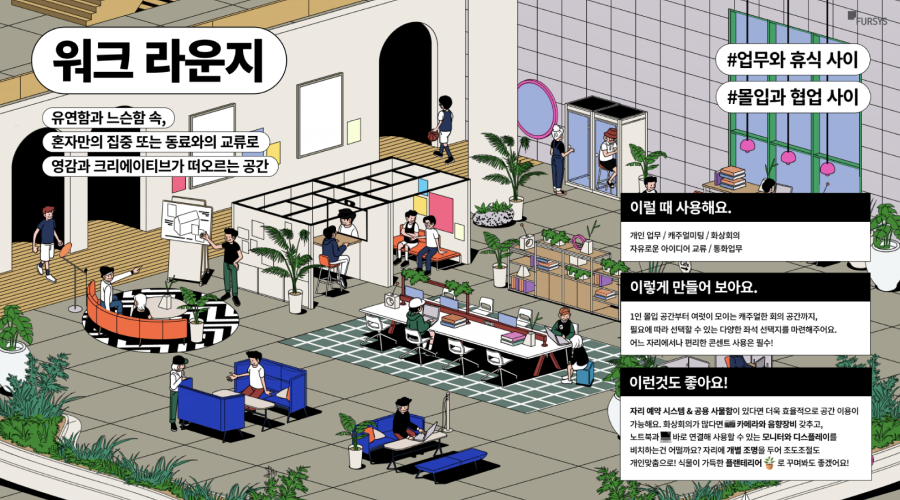 워크 라운지
유연함과 느슨함 속,
혼자만의 집중 또는 동료와의 교류로
영감과 크리에이티브가 떠오르는 공간
FURSYS
#업무와 휴식 사이
#몰입과 협업 사이
이럴 때 사용해요.
개인 업무 / 캐주얼미팅 / 화상회의
자유로운 아이디어 교류 / 통화업무
이렇게 만들어 보아요.
1인 몰입 공간부터 여럿이 모이는 캐주얼한 회의 공간까지,
필요에 따라 선택할 수 있는 다양한 좌석 선택지를 마련해주어요.
어느 자리에서나 편리한 콘센트 사용은 필수!
이런것도 좋아요!
자리 예약 시스템 & 공용 사물함이 있다면 더욱 효율적으로 공간 이용이
가능해요. 화상회의가 많다면 카메라와 음향장비 갖추고,
노트북과 바로 연결해 사용할 수 있는 모니터와 디스플레이를
비치하는건 어떨까요? 자리에 개별 조명을 두어 조도조절도
개인맞춤으로! 식물이 가득한 플랜테리어 로 꾸며봐도 좋겠어요!